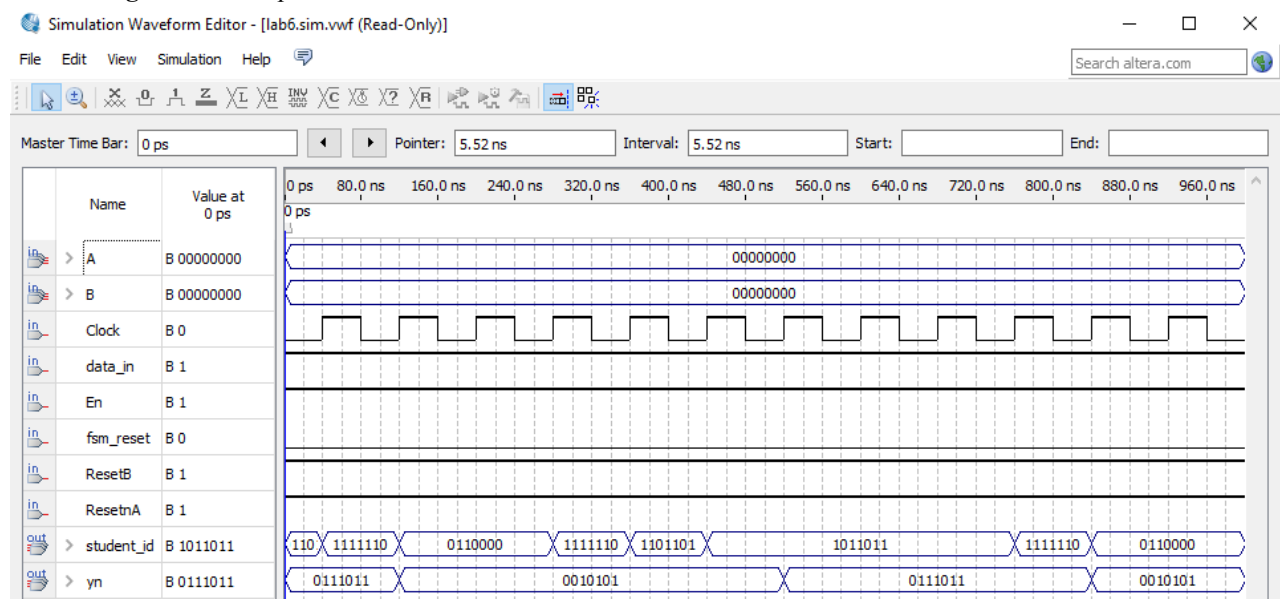 Simulation Waveform Editor - [lab6.sim.vwf (Read-Only)]
File Edit View Simulation Help
Search altera.com
Master Time Bar: 0 ps Pointer: 5.52 ns Interval: 5.52 ns Start: End:
Name Value at 0 ps
0 ps 80.0 ns 160.0 ns 240.0 ns 320.0 ns 400.0 ns 480.0 ns 560.0 ns 640.0 ns 720.0 ns 800.0 ns 880.0 ns 960.0 ns
0 ps
A B 00000000 00000000
B B 00000000 00000000
Clock B 0
data_in B 1
En B 1
fsm_reset B 0
ResetB B 1
ResetnA B 1
student_id B 1011011 110 1111110 0110000 1111110 1101101 1011011 1111110 0110000
yn B 0111011 0111011 0010101 0111011 0010101